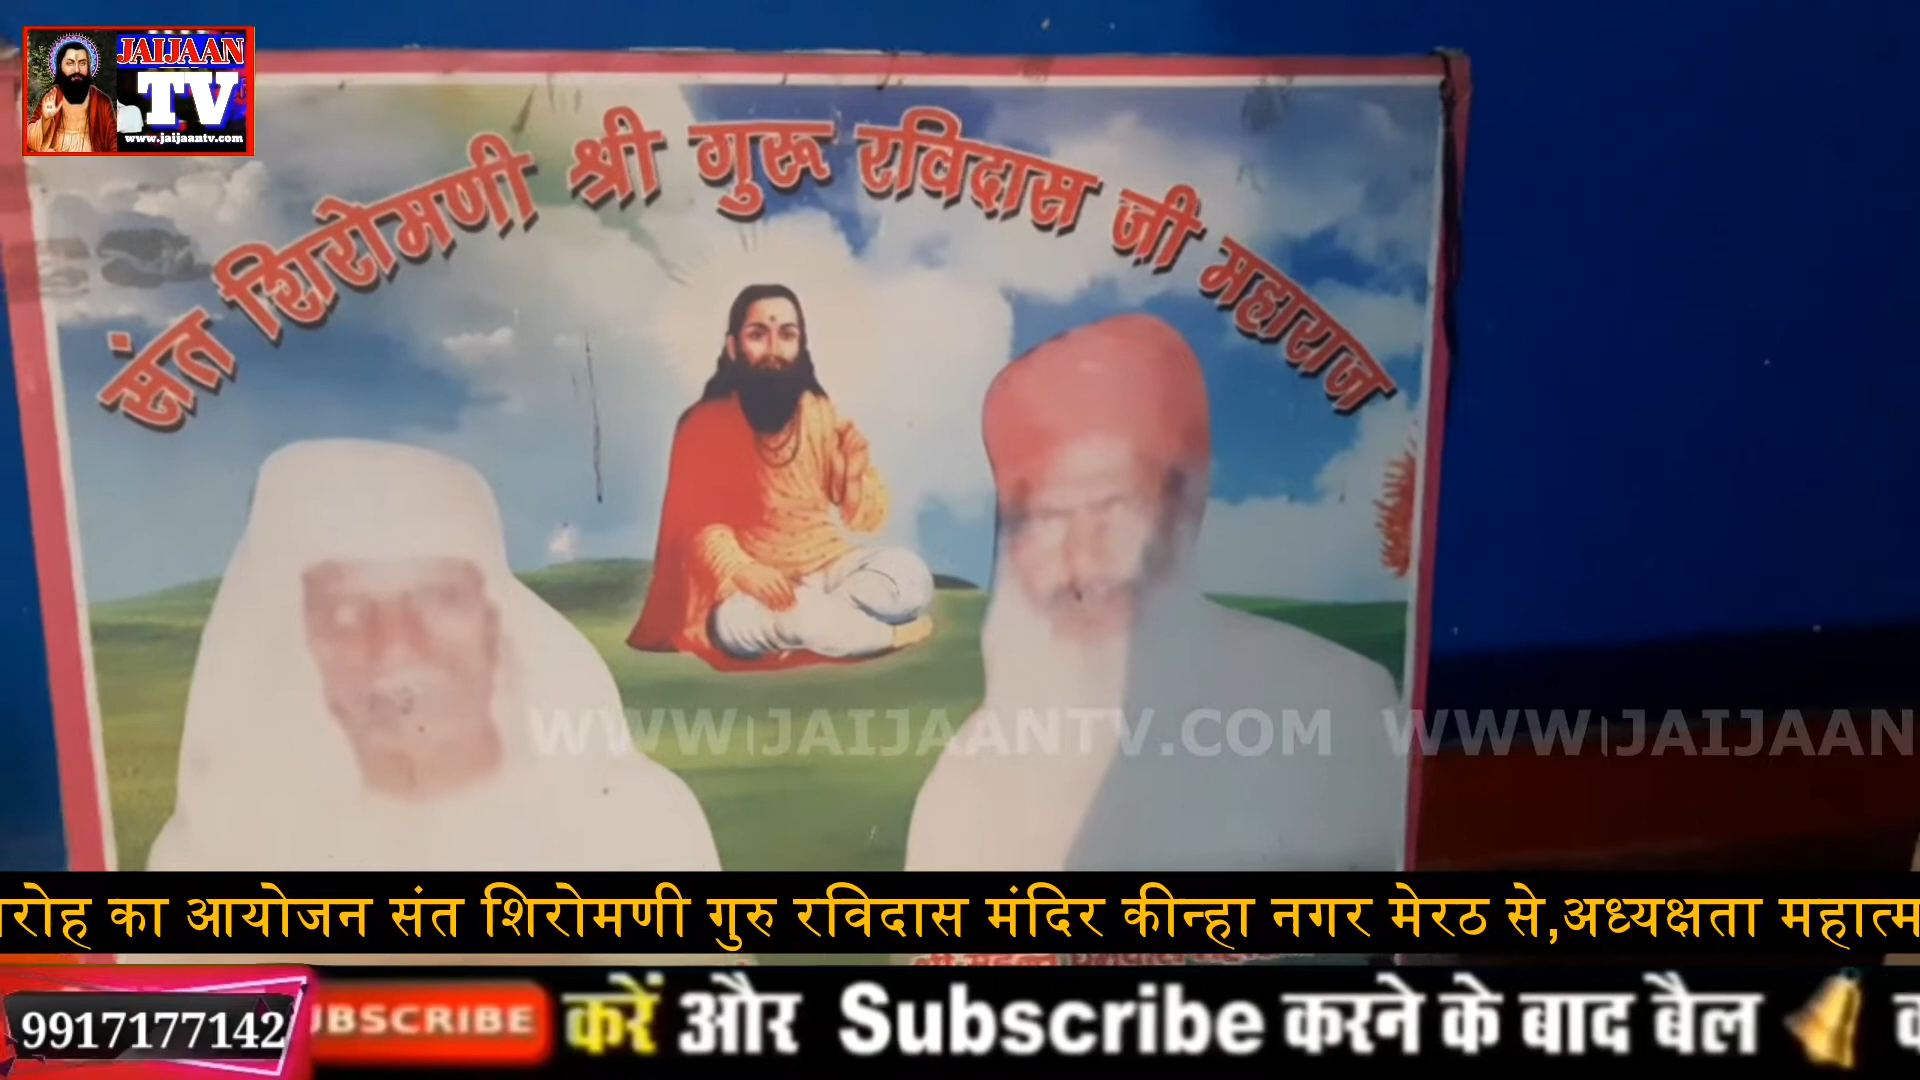 JAIJAAN
TV
www.jaijaantv.com
संत शिरोमणी श्री गुरू रविदास जी महाराज
WWW.JAIJAANTV.COM WWW.JAIJAAN
रोह का आयोजन संत शिरोमणी गुरु रविदास मंदिर कीन्हा नगर मेरठ से,अध्यक्षता महात्म
9917177142
UBSCRIBE करें और Subscribe करने के बाद बैल